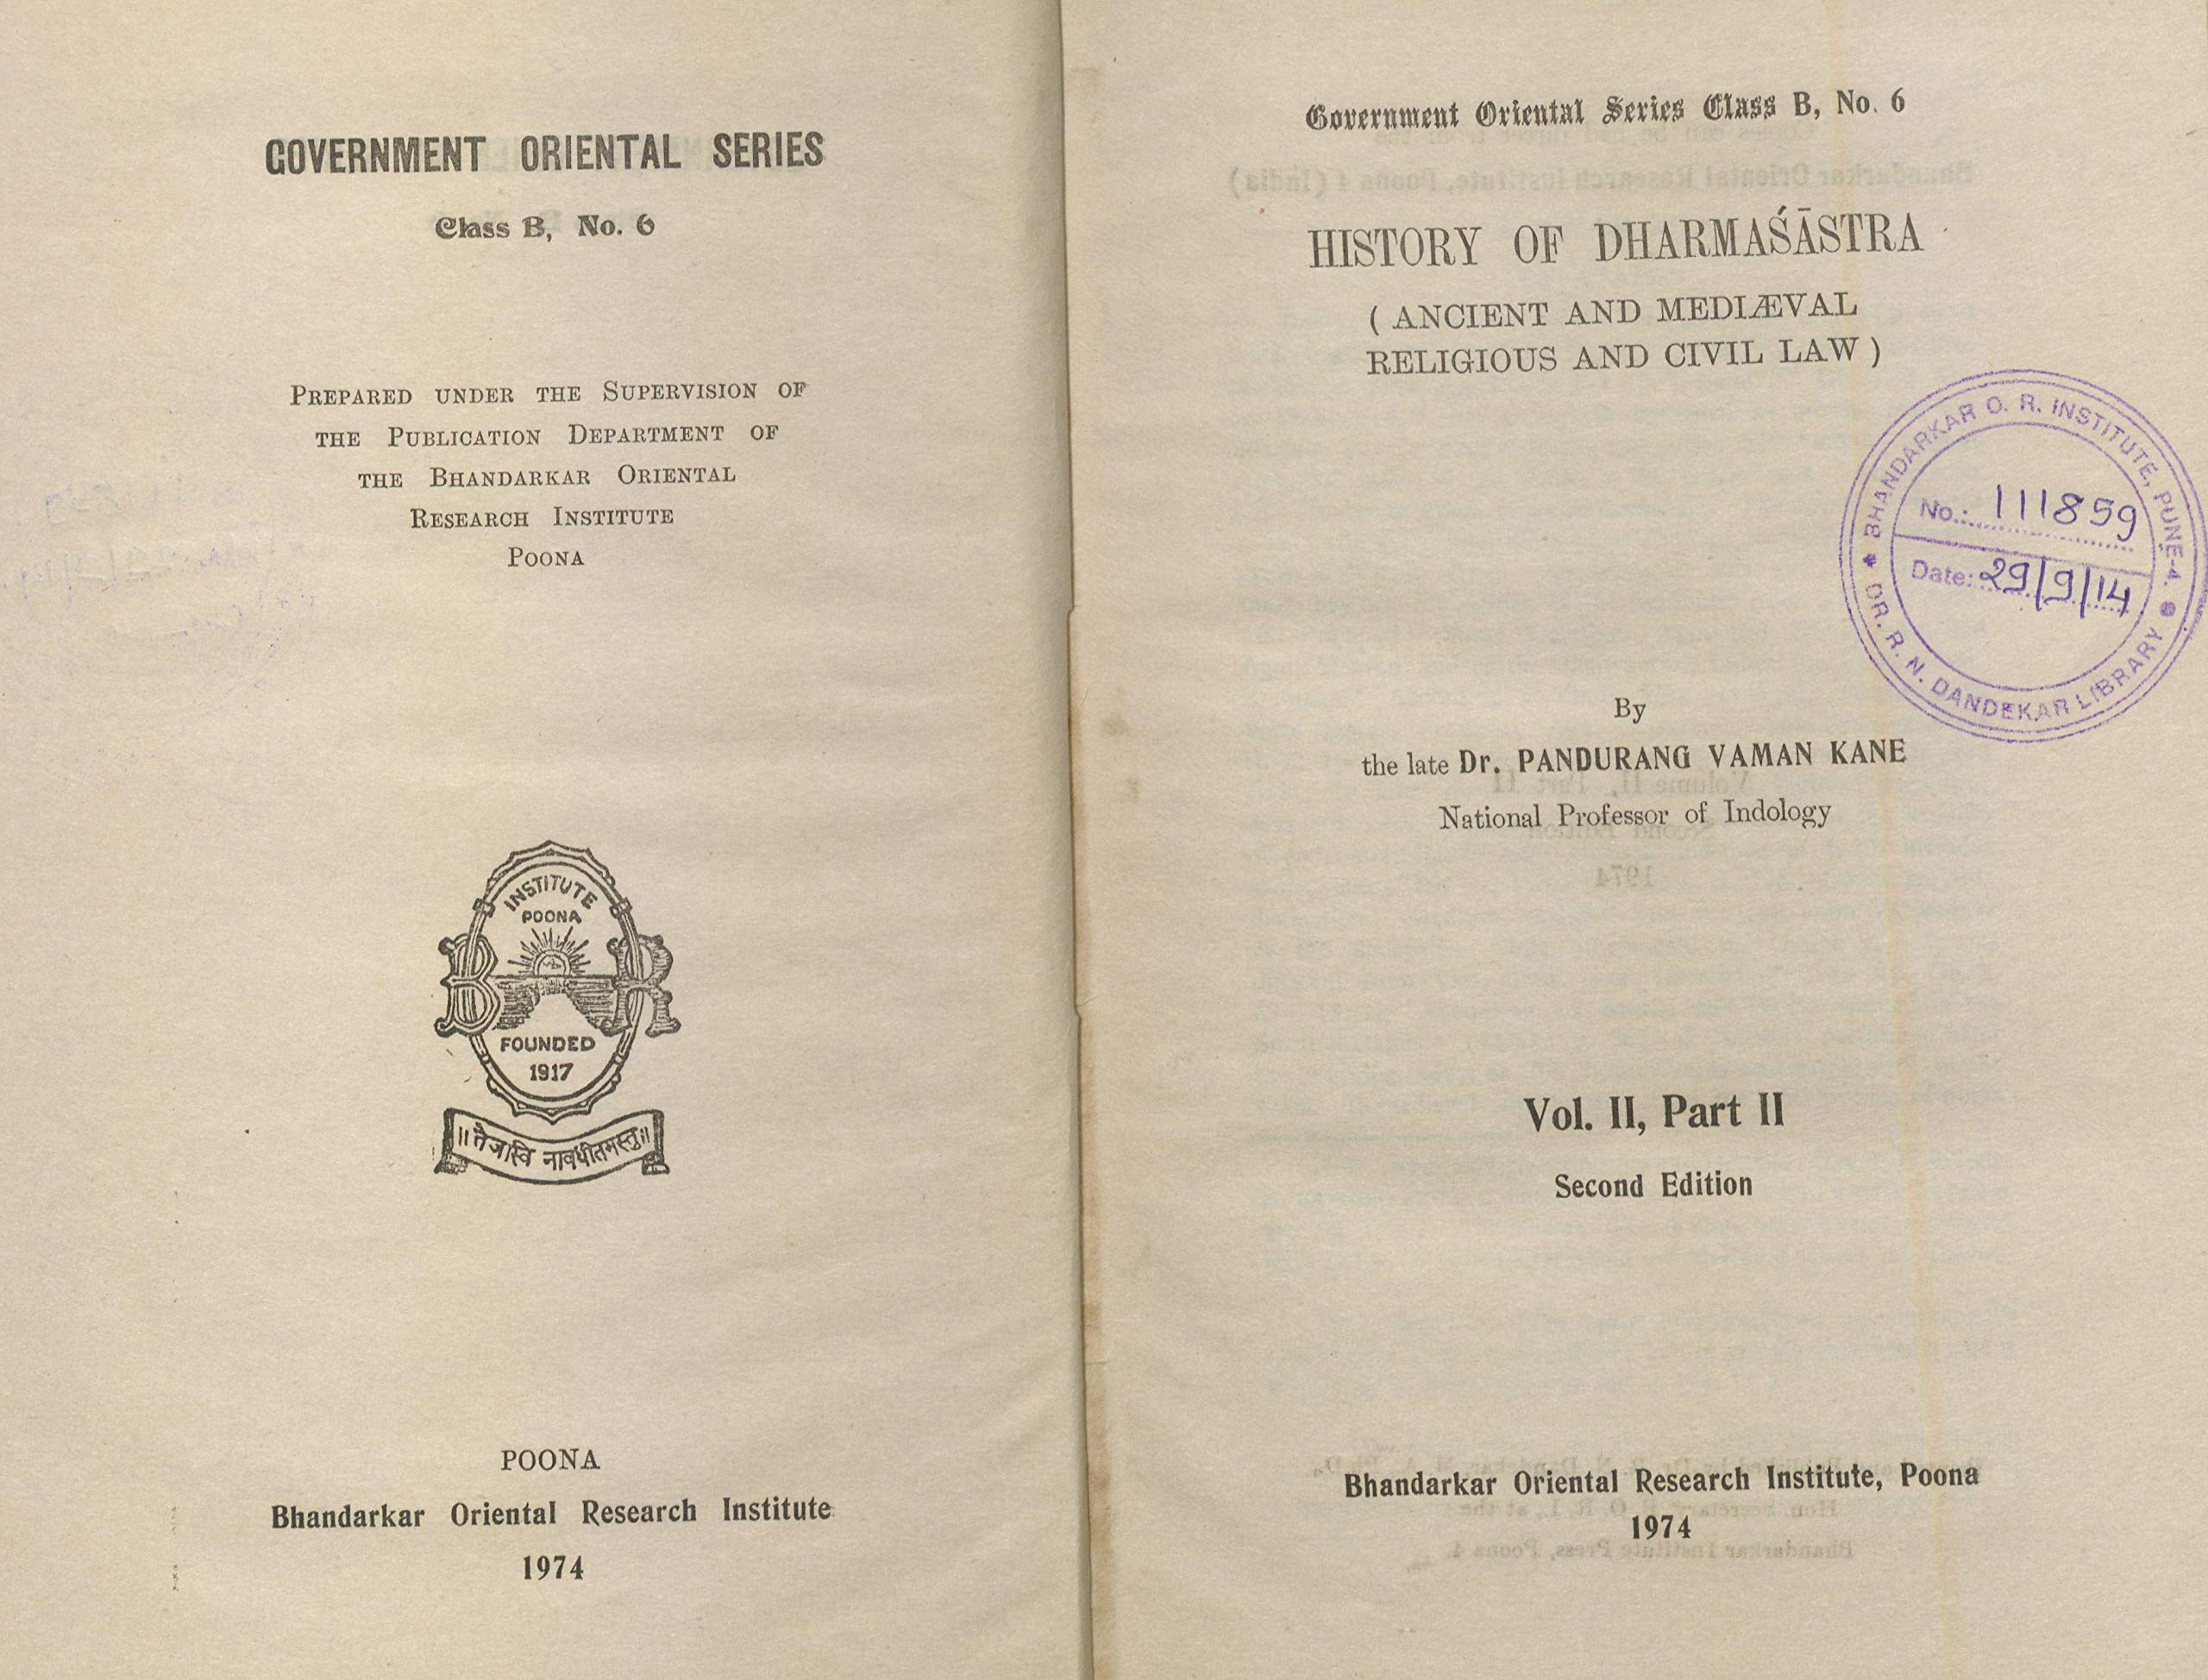 GOVERNMENT ORIENTAL SERIES
Class B, No. 6
PREPARED UNDER THE SUPERVISION OF
THE PUBLICATION DEPARTMENT OF
THE BHANDARKAR ORIENTAL
RESEARCH INSTITUTE
POONA
INSTITUTE
POONA
B R
FOUNDED
1917
॥ तेजस्वि नावधीतमस्तु ॥
POONA
Bhandarkar Oriental Research Institute
1974
Government Oriental Series Class B, No. 6
HISTORY OF DHARMAŚĀSTRA
( ANCIENT AND MEDIÆVAL
RELIGIOUS AND CIVIL LAW )
BHANDARKAR O. R. INSTITUTE, PUNE-4.
No.: 111859
Date: 29/9/14
DR. R. N. DANDEKAR LIBRARY
By
the late Dr. PANDURANG VAMAN KANE
National Professor of Indology
Vol. II, Part II
Second Edition
Bhandarkar Oriental Research Institute, Poona
1974